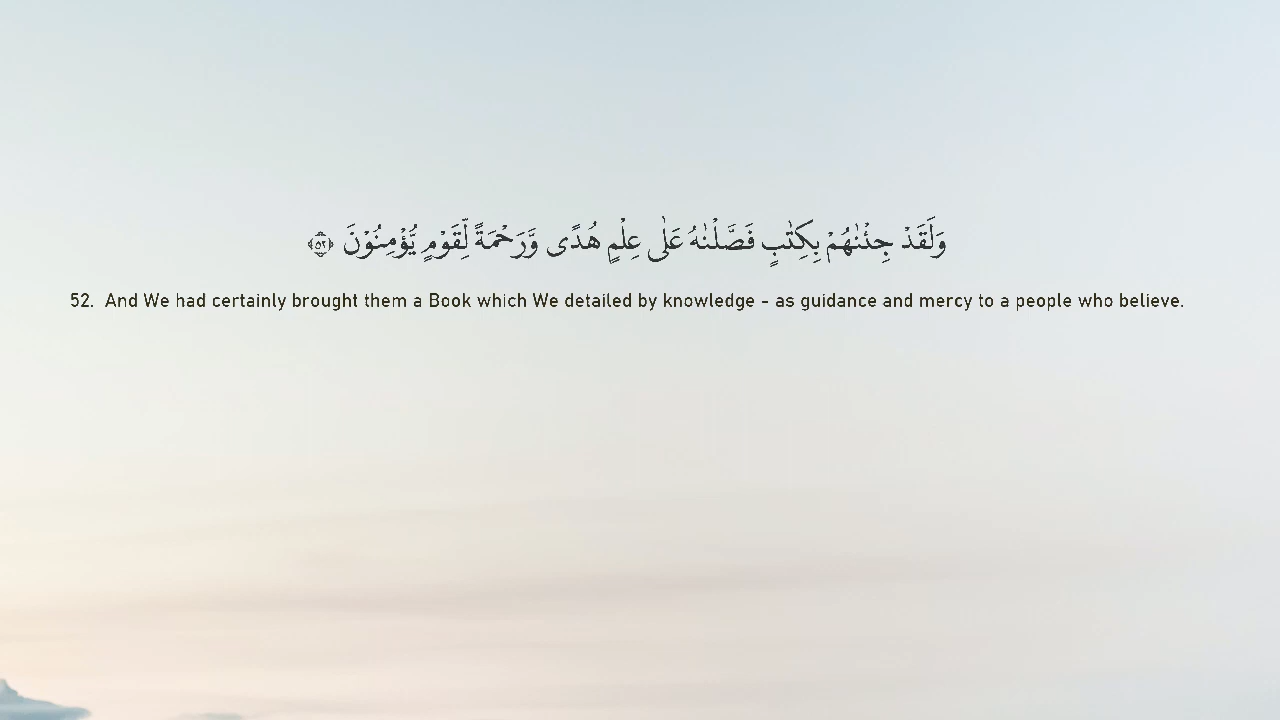 وَلَقَدْ جِئْنٰهُمْ بِكِتٰبٍ فَصَّلْنٰهُ عَلٰى عِلْمٍ هُدًى وَّرَحْمَةً لِّقَوْمٍ يُّؤْمِنُوْنَ ﴿٥٢﴾
52. And We had certainly brought them a Book which We detailed by knowledge - as guidance and mercy to a people who believe.